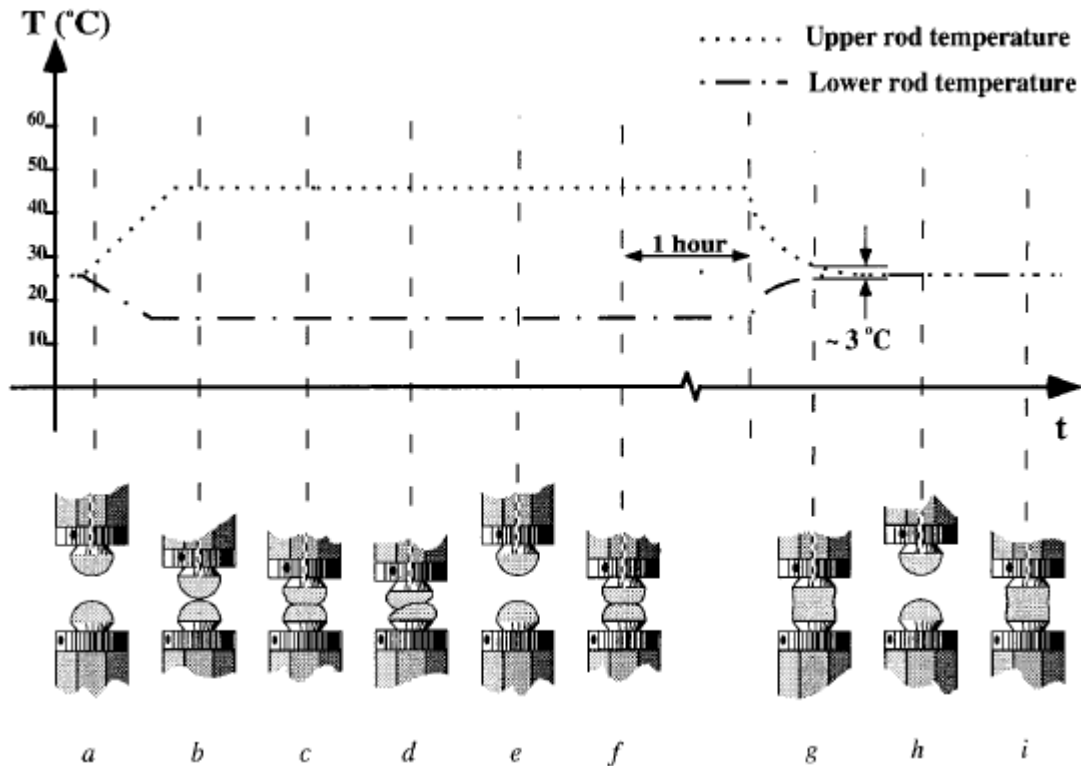 T (°C)
Upper rod temperature
Lower rod temperature
60
50
40
30
20
10
1 hour
~ 3 °C
t
a b c d e f g h i